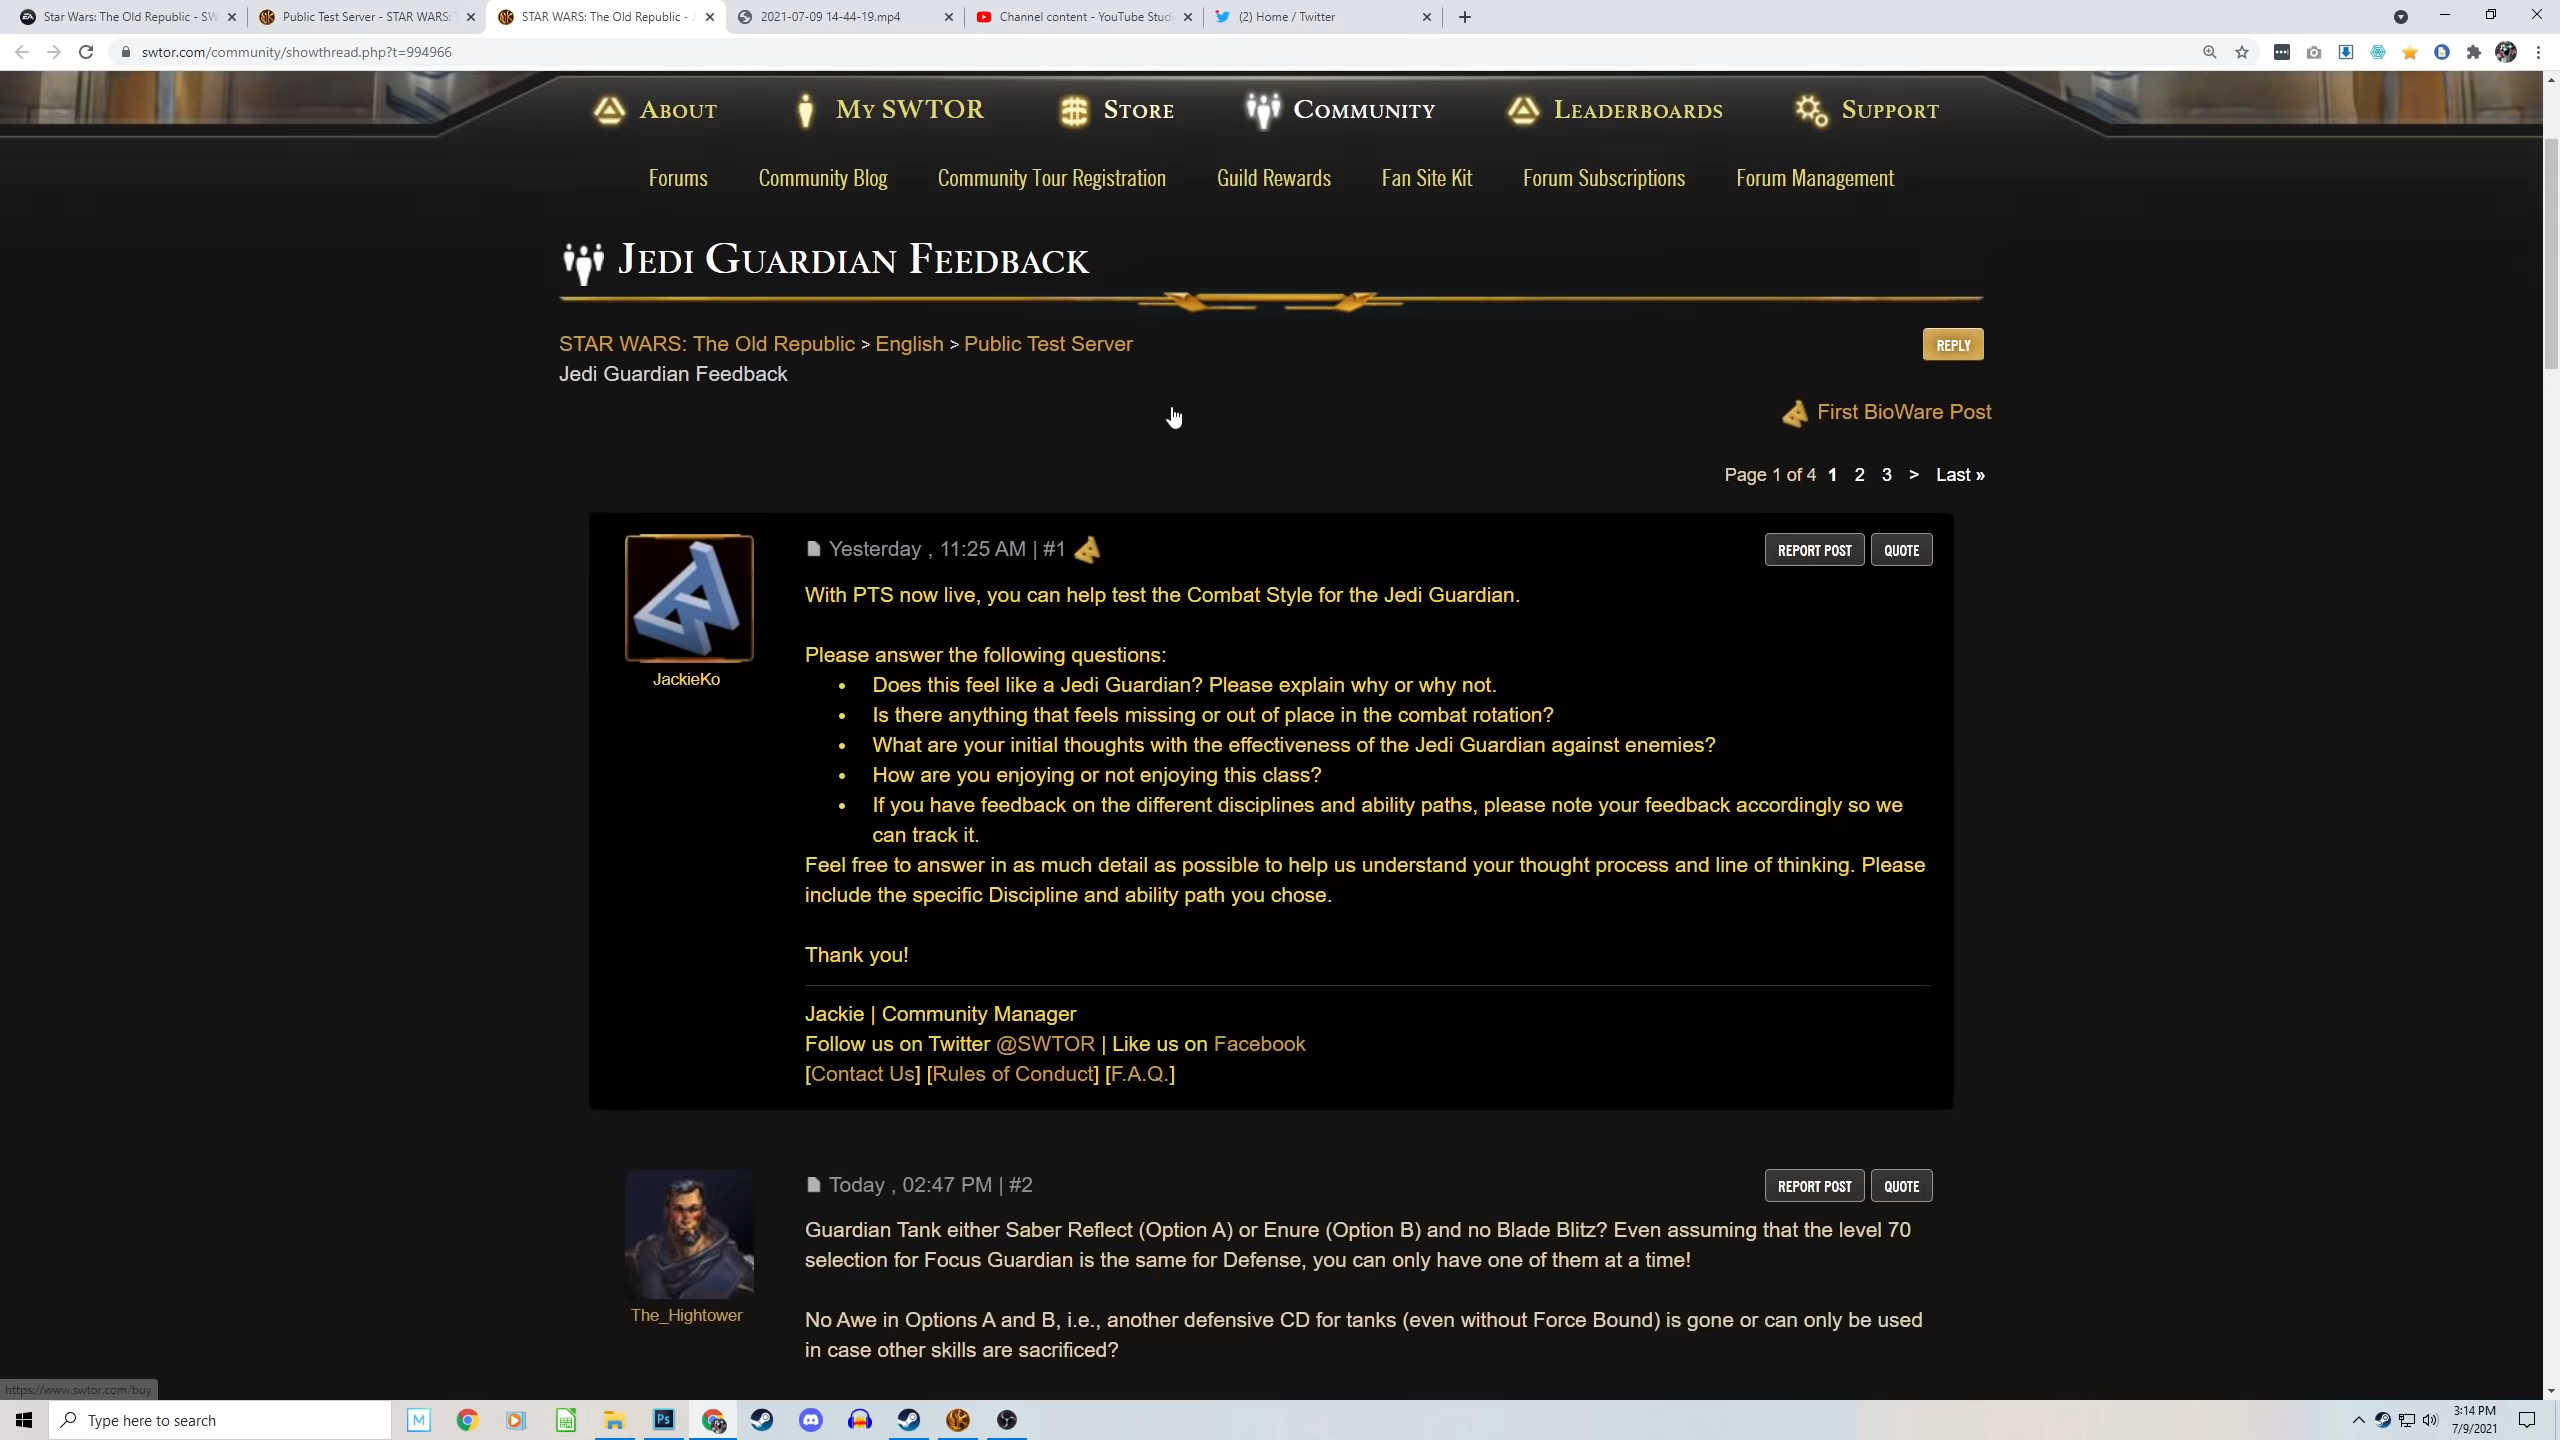 Star Wars: The Old Republic - SW
Public Test Server - STAR WARS: T
STAR WARS: The Old Republic - J
2021-07-09 14-44-19.mp4
Channel content - YouTube Studi
(2) Home / Twitter
swtor.com/community/showthread.php?t=994966
About
My SWTOR
Store
Community
Leaderboards
Support
Forums
Community Blog
Community Tour Registration
Guild Rewards
Fan Site Kit
Forum Subscriptions
Forum Management
Jedi Guardian Feedback
STAR WARS: The Old Republic > English > Public Test Server
REPLY
Jedi Guardian Feedback
First BioWare Post
Page 1 of 4 1 2 3 > Last »
Yesterday , 11:25 AM | #1
REPORT POST
QUOTE
JackieKo
With PTS now live, you can help test the Combat Style for the Jedi Guardian.
Please answer the following questions:
• Does this feel like a Jedi Guardian? Please explain why or why not.
• Is there anything that feels missing or out of place in the combat rotation?
• What are your initial thoughts with the effectiveness of the Jedi Guardian against enemies?
• How are you enjoying or not enjoying this class?
• If you have feedback on the different disciplines and ability paths, please note your feedback accordingly so we
can track it.
Feel free to answer in as much detail as possible to help us understand your thought process and line of thinking. Please
include the specific Discipline and ability path you chose.
Thank you!
Jackie | Community Manager
Follow us on Twitter @SWTOR | Like us on Facebook
[Contact Us] [Rules of Conduct] [F.A.Q.]
Today , 02:47 PM | #2
REPORT POST
QUOTE
The_Hightower
Guardian Tank either Saber Reflect (Option A) or Enure (Option B) and no Blade Blitz? Even assuming that the level 70
selection for Focus Guardian is the same for Defense, you can only have one of them at a time!
No Awe in Options A and B, i.e., another defensive CD for tanks (even without Force Bound) is gone or can only be used
in case other skills are sacrificed?
https://www.swtor.com/buy
Type here to search
M
Ps
3:14 PM
7/9/2021